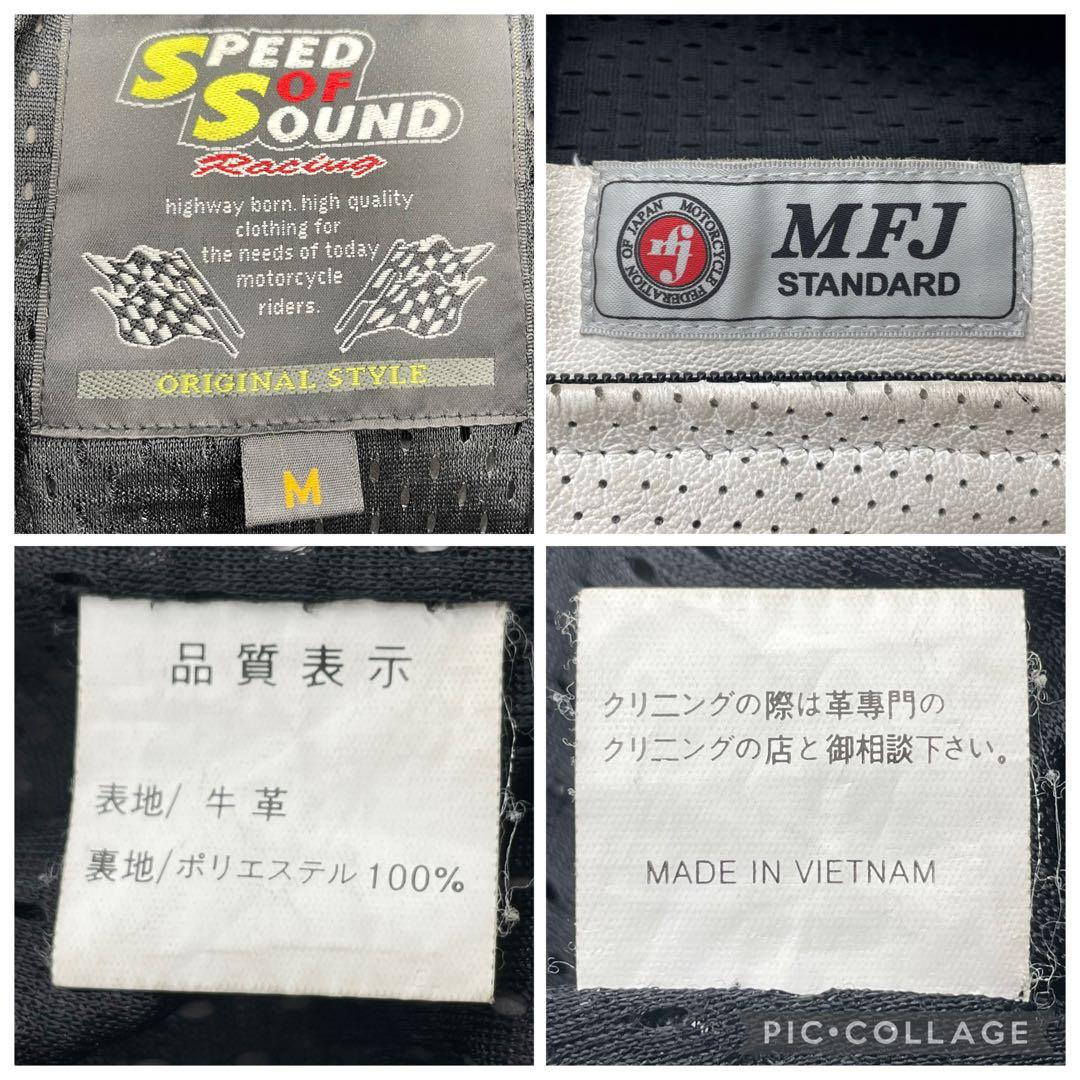 SPEED
OF
SOUND
Racing
highway born. high quality
clothing for
the needs of today
motorcycle
riders.
ORIGINAL STYLE
M
MOTORCYCLE FEDERATION OF JAPAN
mfj
MFJ
STANDARD
品質表示
表地/牛革
裏地/ポリエステル100%
クリニングの際は革専門の
クリニングの店と御相談下さい。
MADE IN VIETNAM
PIC•COLLAGE